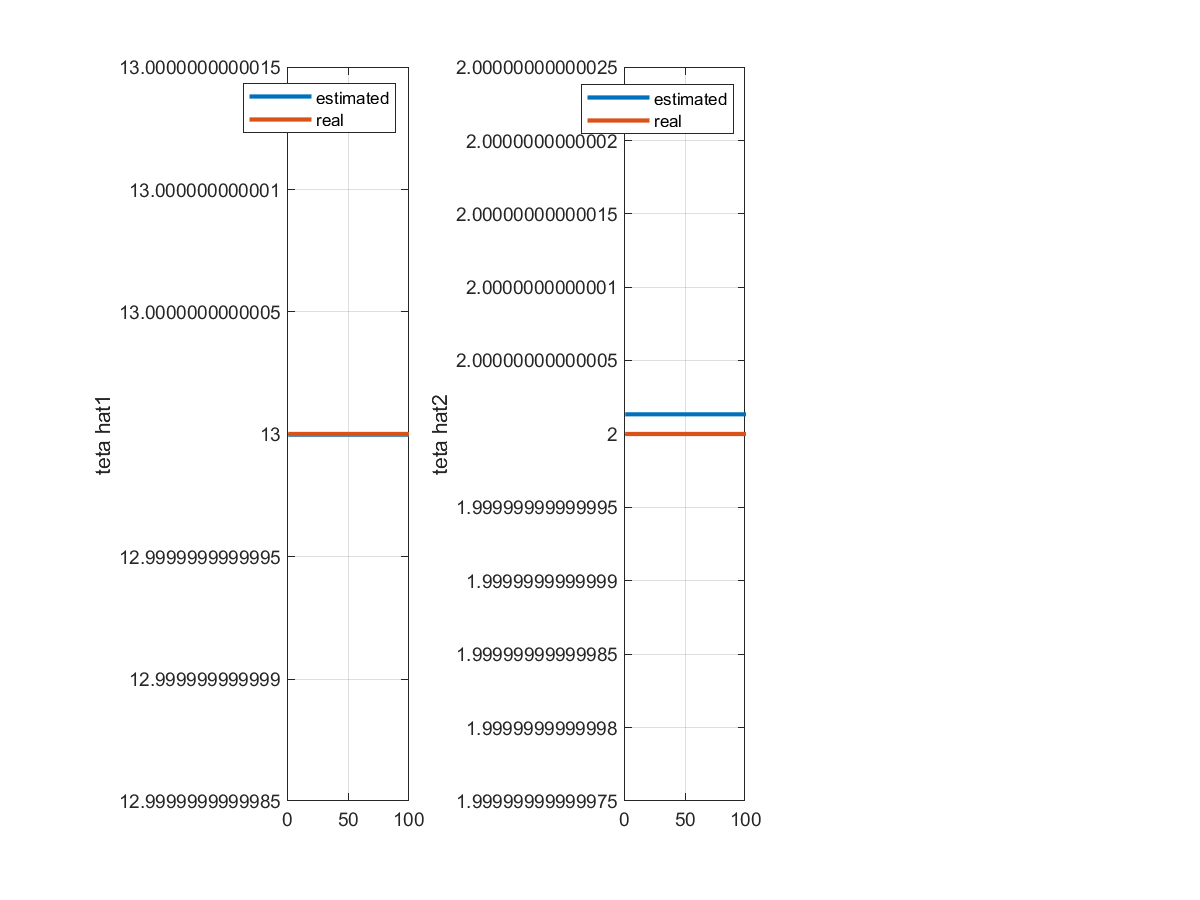 13.0000000000015
13.000000000001
13.0000000000005
13
12.9999999999995
12.999999999999
12.9999999999985
teta hat1
estimated
real
0 50 100
2.00000000000025
2.0000000000002
2.00000000000015
2.0000000000001
2.00000000000005
2
1.99999999999995
1.9999999999999
1.99999999999985
1.9999999999998
1.99999999999975
teta hat2
estimated
real
0 50 100